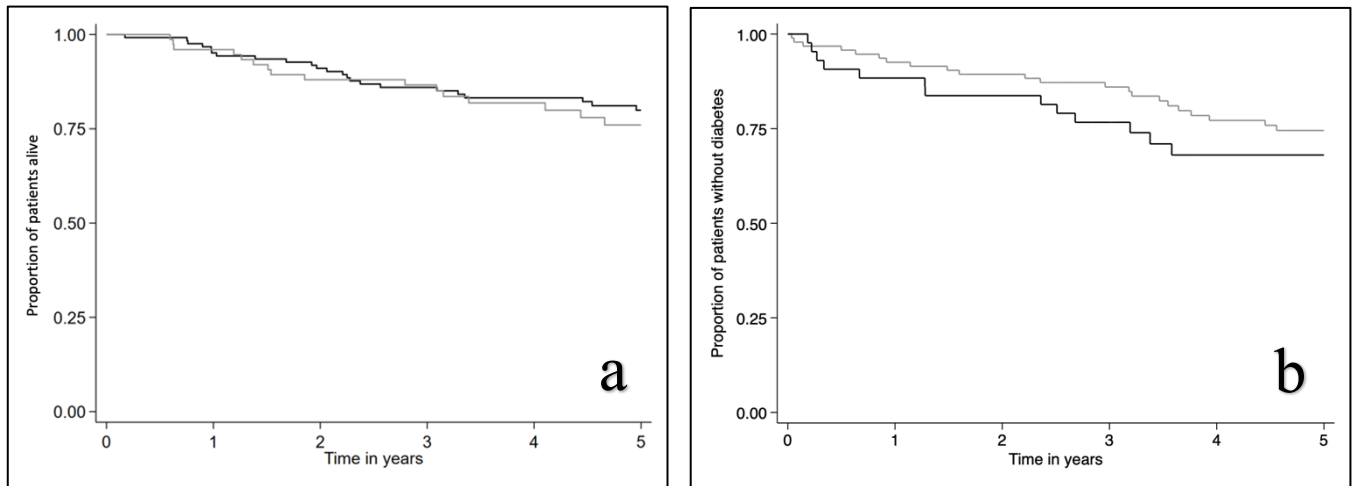 Proportion of patients alive
1.00
0.75
0.50
0.25
0.00
0 1 2 3 4 5
Time in years
a
Proportion of patients without diabetes
1.00
0.75
0.50
0.25
0.00
0 1 2 3 4 5
Time in years
b